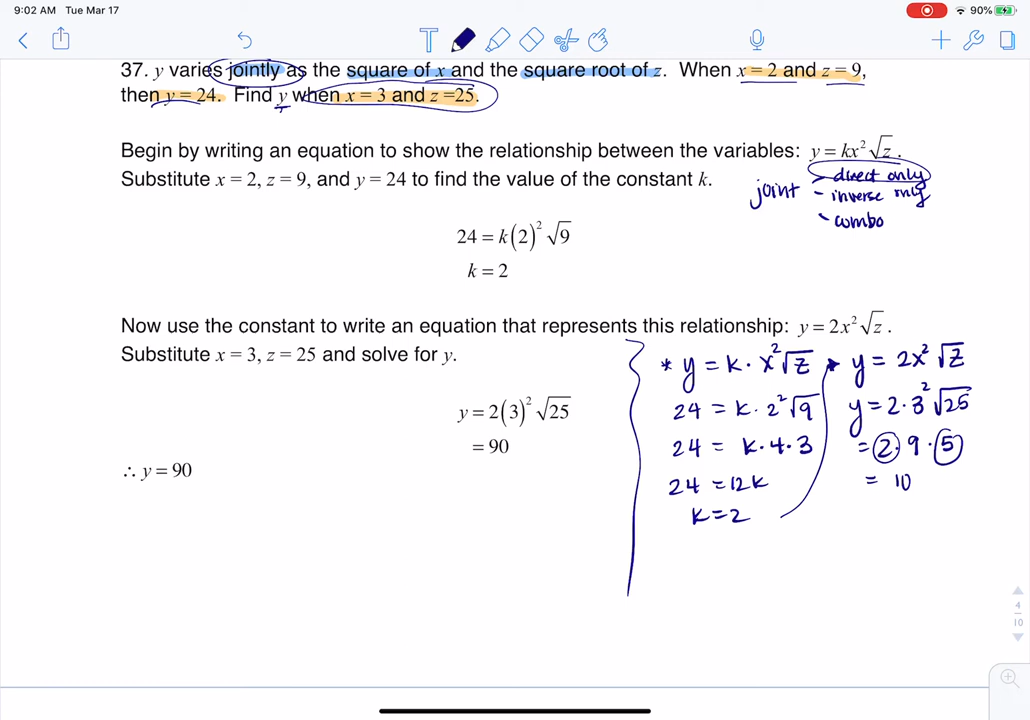 9:02 AM Tue Mar 17
90%
37. y varies jointly as the square of x and the square root of z. When x = 2 and z = 9,
then y = 24. Find y when x = 3 and z =25.
Begin by writing an equation to show the relationship between the variables: y = kx² √z .
Substitute x = 2, z = 9, and y = 24 to find the value of the constant k.
joint
- direct only
- inverse only
- combo
24 = k(2)² √9
k = 2
Now use the constant to write an equation that represents this relationship: y = 2x² √z .
Substitute x = 3, z = 25 and solve for y.
y = 2(3)² √25
= 90
∴ y = 90
* y = k · x² √z
24 = k · 2² √9
24 = k · 4 · 3
24 = 12k
k = 2
y = 2x² √z
y = 2 · 3² √25
= 2 · 9 · 5
= 10
4
10